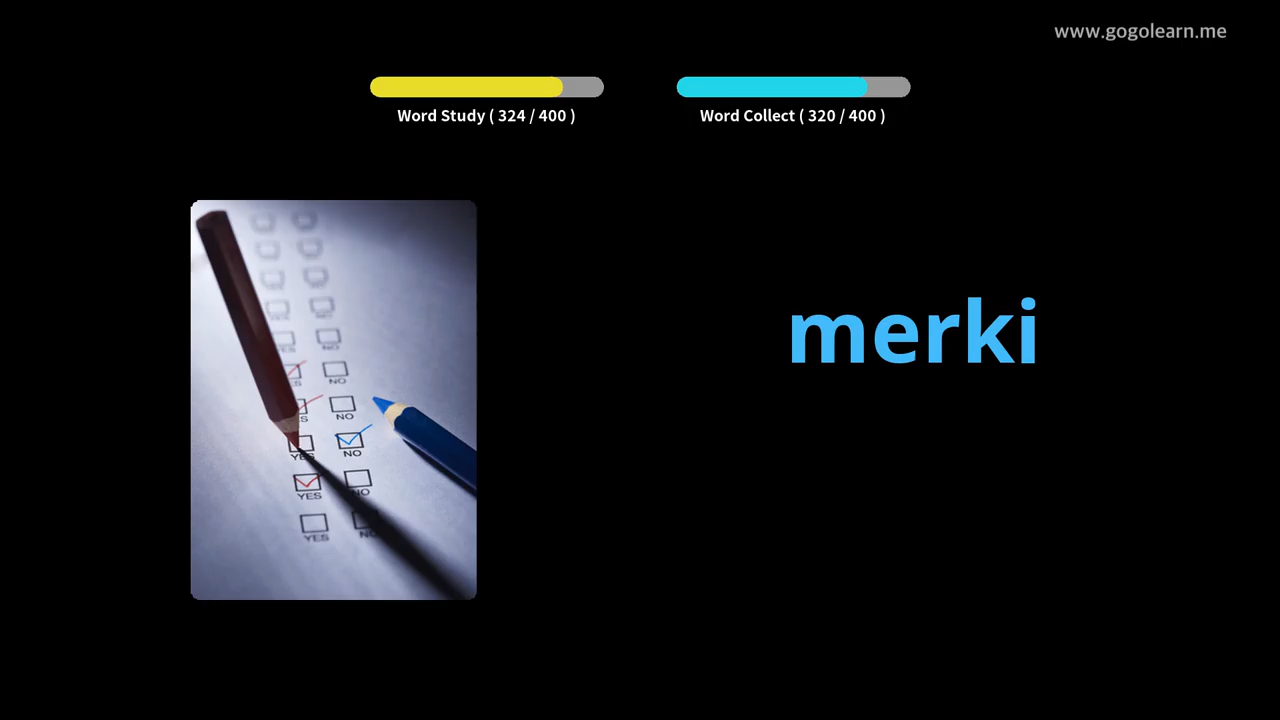 www.gogolearn.me
Word Study ( 324 / 400 )
Word Collect ( 320 / 400 )
merki
NO
NO
YES
NO
YES
NO
YES
NO